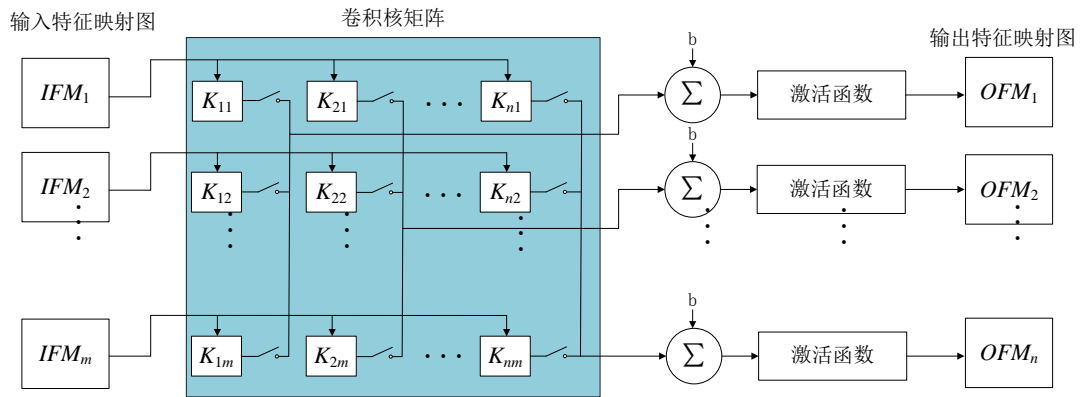 输入特征映射图 卷积核矩阵 输出特征映射图
IFM₁ K₁₁ K₂₁ · · · Kₙ₁ b ∑ 激活函数 OFM₁
IFM₂ K₁₂ K₂₂ · · · Kₙ₂ b ∑ 激活函数 OFM₂
IFMₘ K₁ₘ K₂ₘ · · · Kₙₘ b ∑ 激活函数 OFMₙ